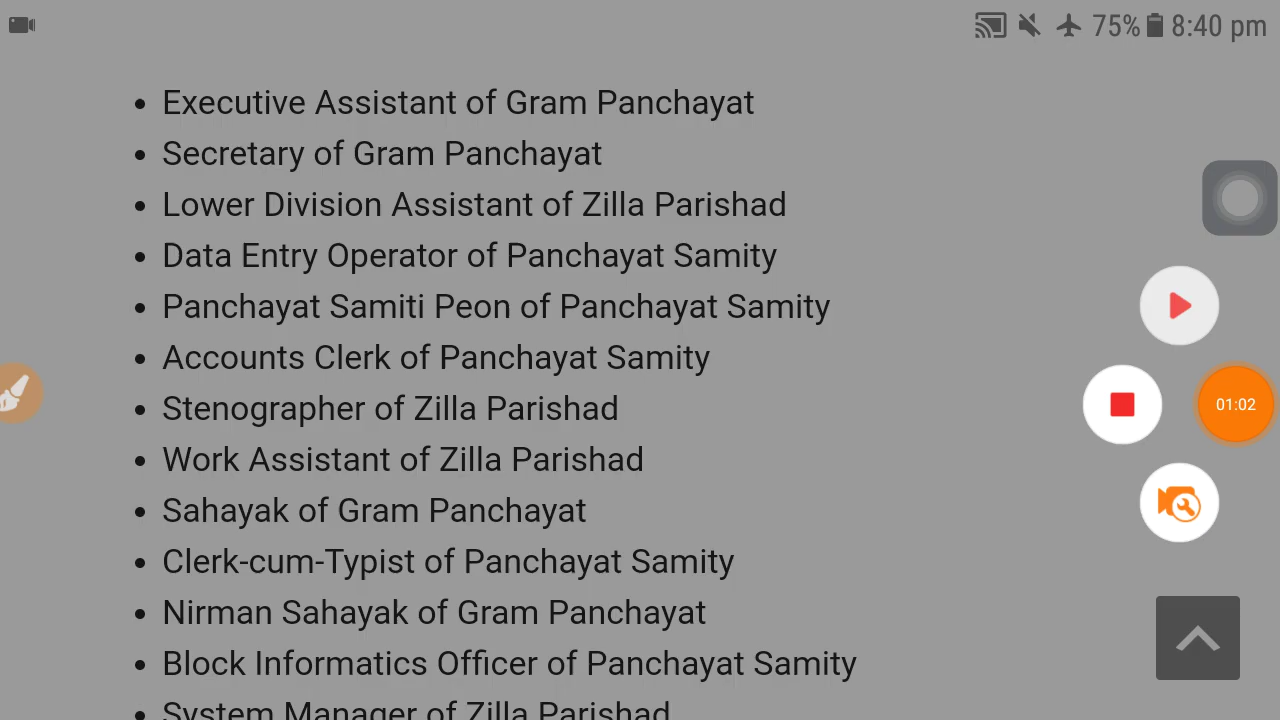 75% 8:40 pm
• Executive Assistant of Gram Panchayat
• Secretary of Gram Panchayat
• Lower Division Assistant of Zilla Parishad
• Data Entry Operator of Panchayat Samity
• Panchayat Samiti Peon of Panchayat Samity
• Accounts Clerk of Panchayat Samity
• Stenographer of Zilla Parishad
01:02
• Work Assistant of Zilla Parishad
• Sahayak of Gram Panchayat
• Clerk-cum-Typist of Panchayat Samity
• Nirman Sahayak of Gram Panchayat
• Block Informatics Officer of Panchayat Samity
• System Manager of Zilla Parishad